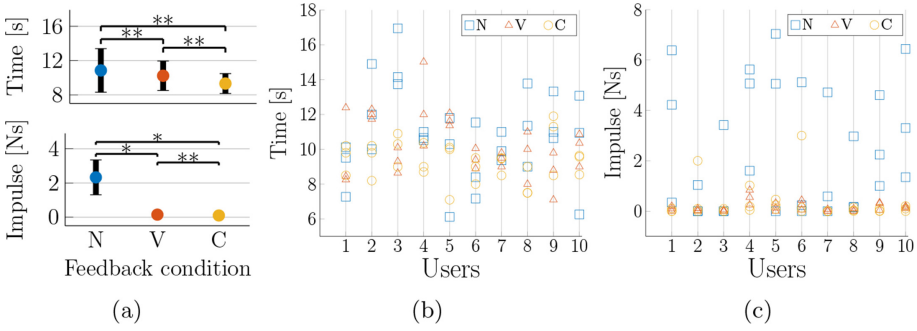 Time [s]
16
12
8
**
**
**
Impulse [Ns]
4
2
0
*
*
**
N V C
Feedback condition
(a)
Time [s]
18
16
14
12
10
8
6
N V C
1 2 3 4 5 6 7 8 9 10
Users
(b)
Impulse [Ns]
8
6
4
2
0
N V C
1 2 3 4 5 6 7 8 9 10
Users
(c)